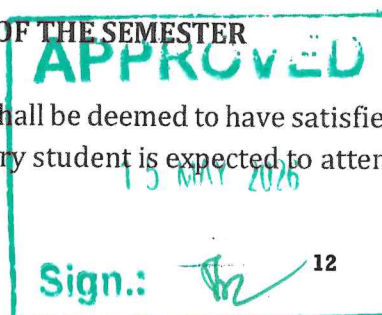 OF THE SEMESTER
APPROVED
hall be deemed to have satisfie
ry student is expected to atten
15 MAY 2026
Sign.:
12